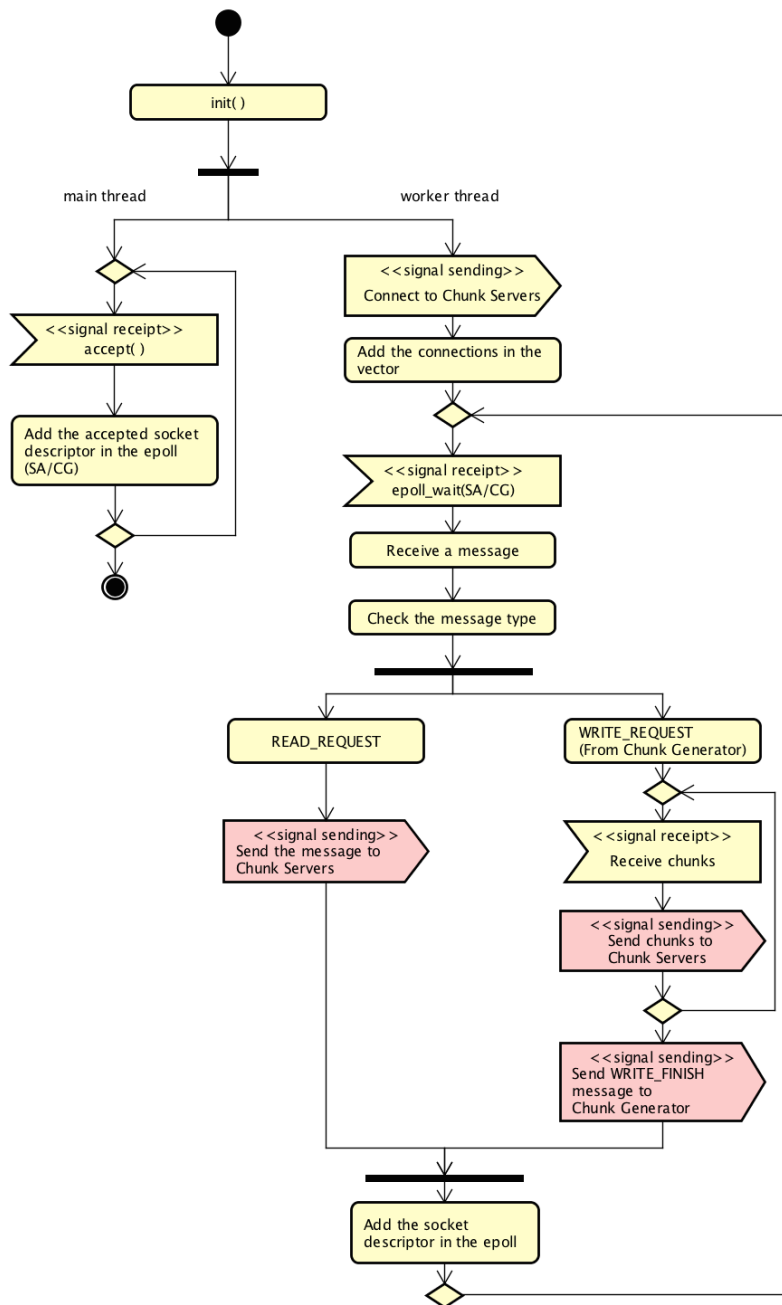 init( )
main thread
worker thread
<<signal sending>>
Connect to Chunk Servers
<<signal receipt>>
accept( )
Add the connections in the
vector
Add the accepted socket
descriptor in the epoll
(SA/CG)
<<signal receipt>>
epoll_wait(SA/CG)
Receive a message
Check the message type
READ_REQUEST
WRITE_REQUEST
(From Chunk Generator)
<<signal sending>>
Send the message to
Chunk Servers
<<signal receipt>>
Receive chunks
<<signal sending>>
Send chunks to
Chunk Servers
<<signal sending>>
Send WRITE_FINISH
message to
Chunk Generator
Add the socket
descriptor in the epoll